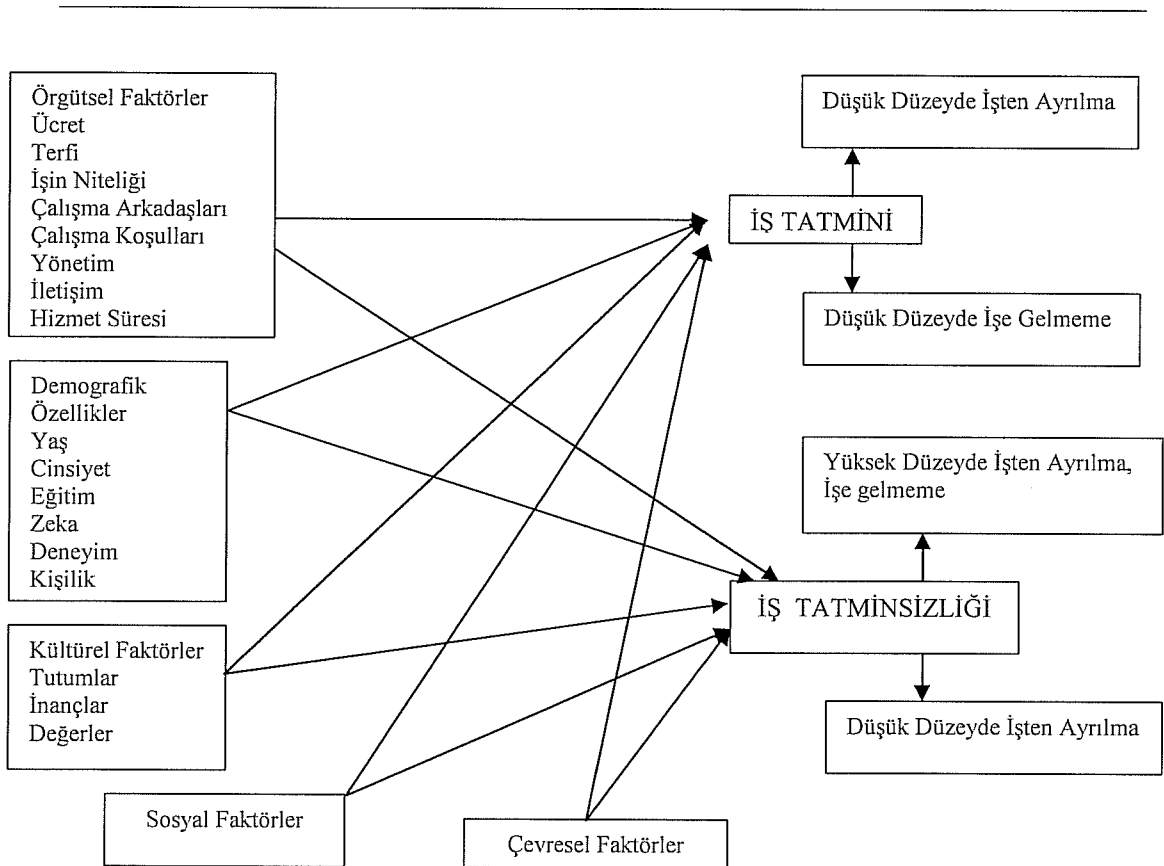 Örgütsel Faktörler
Ücret
Terfi
İşin Niteliği
Çalışma Arkadaşları
Çalışma Koşulları
Yönetim
İletişim
Hizmet Süresi
Demografik
Özellikler
Yaş
Cinsiyet
Eğitim
Zeka
Deneyim
Kişilik
Kültürel Faktörler
Tutumlar
İnançlar
Değerler
Sosyal Faktörler
Çevresel Faktörler
Düşük Düzeyde İşten Ayrılma
İŞ TATMİNİ
Düşük Düzeyde İşe Gelmeme
Yüksek Düzeyde İşten Ayrılma,
İşe gelmeme
İŞ TATMİNSİZLİĞİ
Düşük Düzeyde İşten Ayrılma